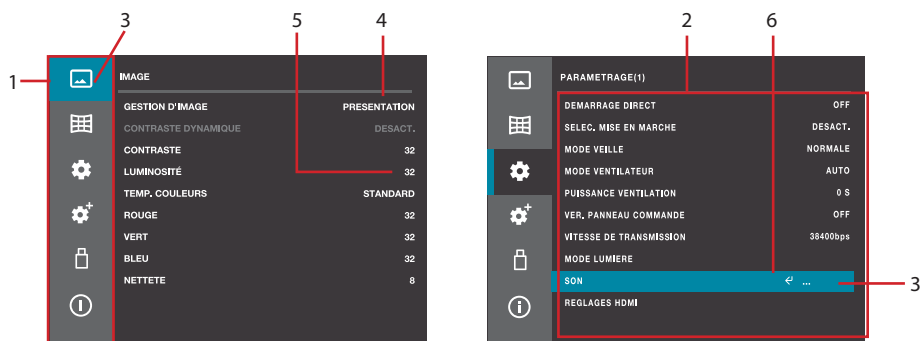 5
3
4
1
IMAGE
GESTION D'IMAGE PRESENTATION
CONTRASTE DYNAMIQUE DESACT.
CONTRASTE 32
LUMINOSITÉ 32
TEMP. COULEURS STANDARD
ROUGE 32
VERT 32
BLEU 32
NETTETE 8
2
6
PARAMETRAGE(1)
DEMARRAGE DIRECT OFF
SELEC. MISE EN MARCHE DESACT.
MODE VEILLE NORMALE
MODE VENTILATEUR AUTO
PUISSANCE VENTILATION 0 S
VER. PANNEAU COMMANDE OFF
VITESSE DE TRANSMISSION 38400bps
MODE LUMIERE
SON ...
3
REGLAGES HDMI